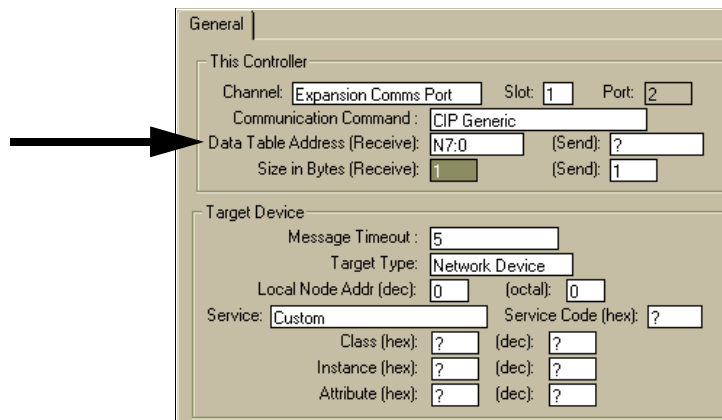 General
This Controller
Channel: Expansion Comms Port Slot: 1 Port: 2
Communication Command : CIP Generic
Data Table Address (Receive): N7:0 (Send): ?
Size in Bytes (Receive): 1 (Send): 1
Target Device
Message Timeout : 5
Target Type: Network Device
Local Node Addr (dec): 0 (octal): 0
Service: Custom Service Code (hex): ?
Class (hex): ? (dec): ?
Instance (hex): ? (dec): ?
Attribute (hex): ? (dec): ?